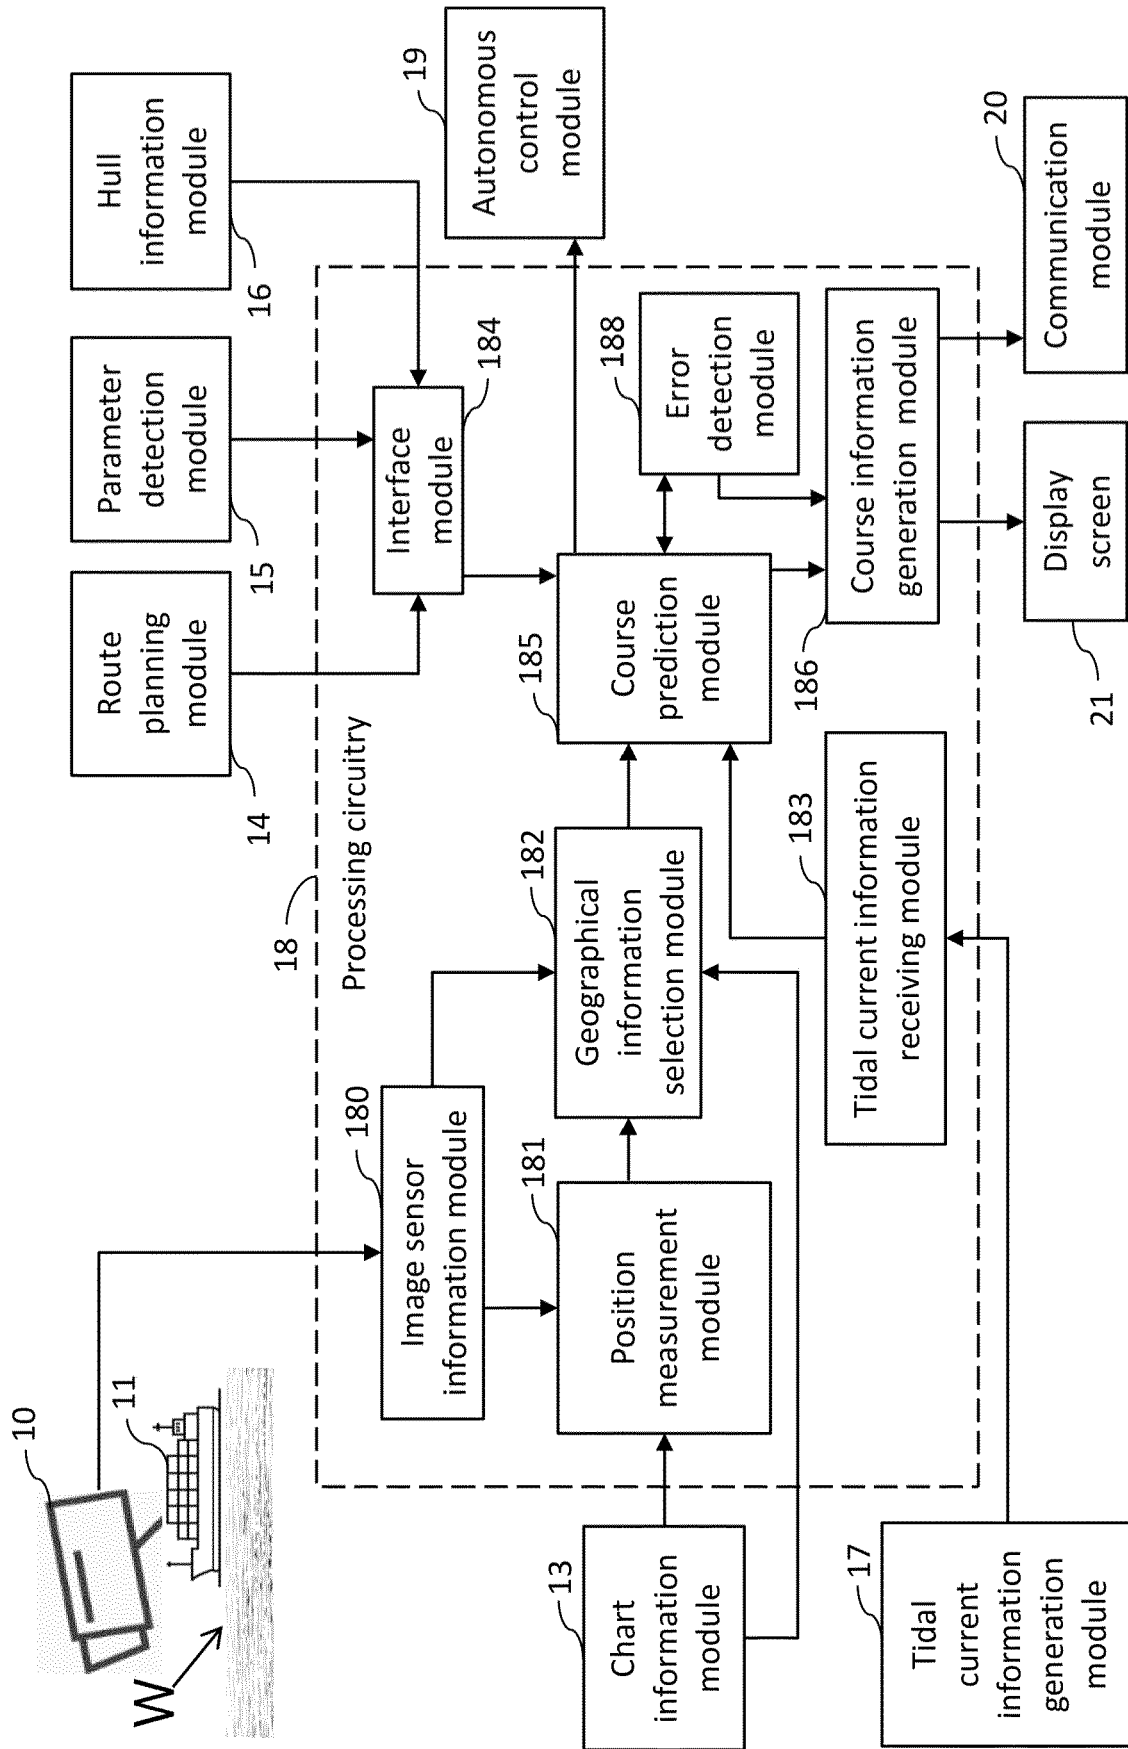 10
11
W
Route
planning
module
14
Parameter
detection
module
15
Hull
information
module
16
18
Processing circuitry
Image sensor
information module
180
Interface
module
184
Autonomous
control
module
19
Chart
information
module
13
Position
measurement
module
181
Geographical
information
selection module
182
Course
prediction
module
185
Error
detection
module
188
Tidal
current
information
generation
module
17
Tidal current information
receiving module
183
Course information
generation module
186
Display
screen
21
Communication
module
20